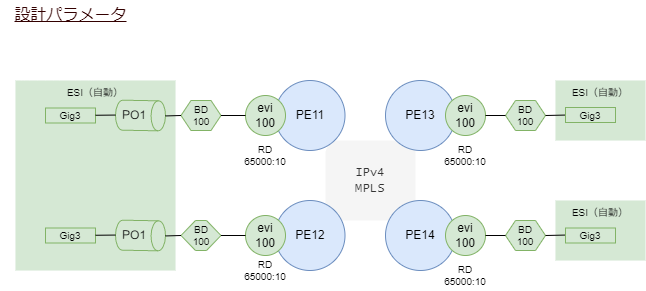 設計パラメータ
ESI（自動）
Gig3
PO1
BD
100
evi
100
PE11
RD
65000:10
PE13
evi
100
RD
65000:10
BD
100
ESI（自動）
Gig3
IPv4
MPLS
Gig3
PO1
BD
100
evi
100
PE12
RD
65000:10
PE14
evi
100
RD
65000:10
BD
100
ESI（自動）
Gig3